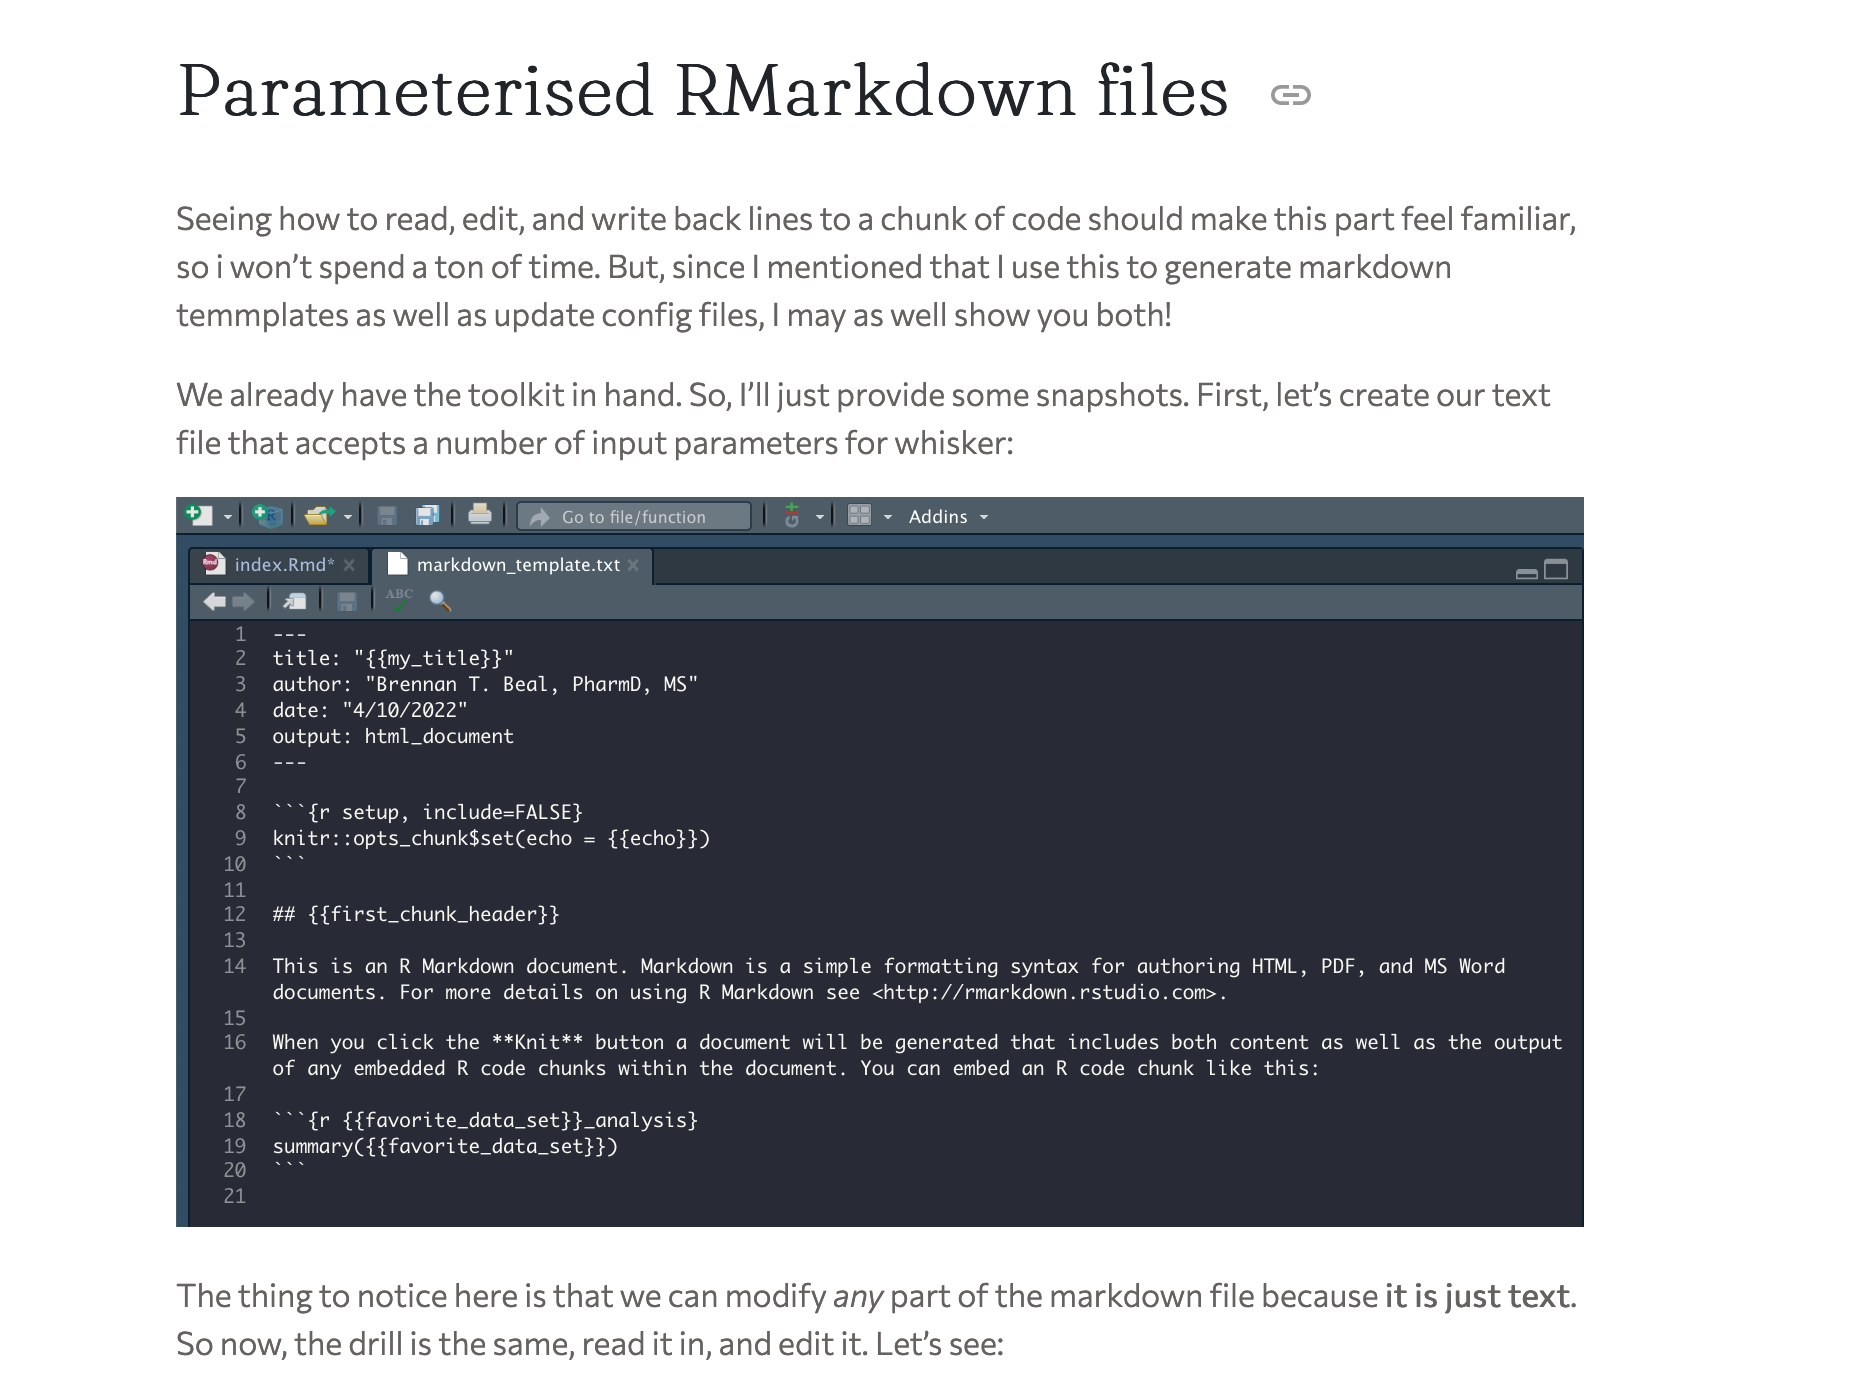 Parameterised RMarkdown files
Seeing how to read, edit, and write back lines to a chunk of code should make this part feel familiar,
so i won’t spend a ton of time. But, since I mentioned that I use this to generate markdown
temmplates as well as update config files, I may as well show you both!
We already have the toolkit in hand. So, I’ll just provide some snapshots. First, let’s create our text
file that accepts a number of input parameters for whisker:
Go to file/function Addins
index.Rmd* markdown_template.txt
ABC
1 ---
2 title: "{{my_title}}"
3 author: "Brennan T. Beal, PharmD, MS"
4 date: "4/10/2022"
5 output: html_document
6 ---
7
8 ```{r setup, include=FALSE}
9 knitr::opts_chunk$set(echo = {{echo}})
10 ```
11
12 ## {{first_chunk_header}}
13
14 This is an R Markdown document. Markdown is a simple formatting syntax for authoring HTML, PDF, and MS Word
documents. For more details on using R Markdown see <http://rmarkdown.rstudio.com>.
15
16 When you click the **Knit** button a document will be generated that includes both content as well as the output
of any embedded R code chunks within the document. You can embed an R code chunk like this:
17
18 ```{r {{favorite_data_set}}_analysis}
19 summary({{favorite_data_set}})
20 ```
21
The thing to notice here is that we can modify any part of the markdown file because it is just text.
So now, the drill is the same, read it in, and edit it. Let’s see: